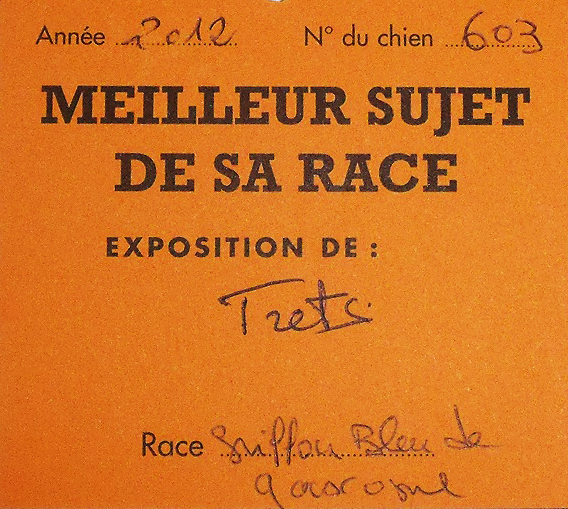 Année 2012 N° du chien 603
MEILLEUR SUJET
DE SA RACE
EXPOSITION DE :
Trets
Race Griffon Bleu de
gascogne